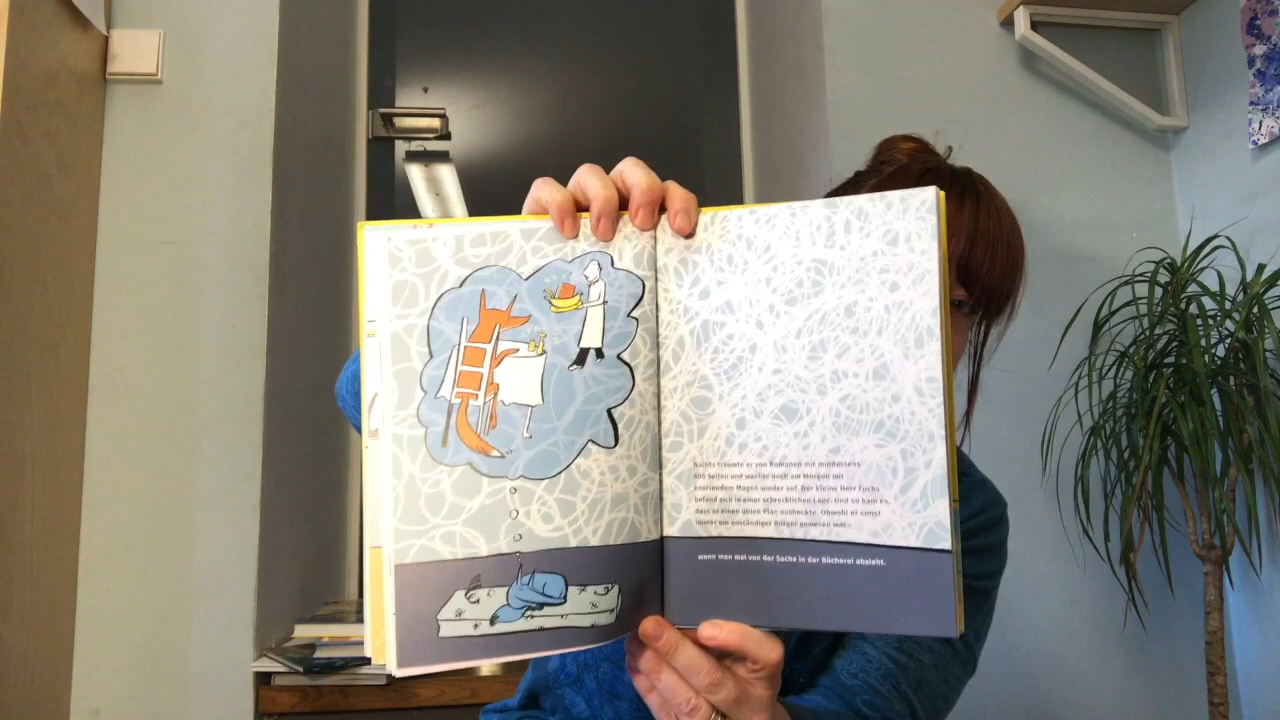 Nachts träumte er von Romanen mit mindestens
600 Seiten und wachte doch am Morgen mit
knurrendem Magen wieder auf. Der kleine Herr Fuchs
befand sich in einer schrecklichen Lage. Und so kam es,
dass er einen üblen Plan ausheckte. Obwohl er sonst
immer ein anständiger Bürger gewesen war –
wenn man mal von der Sache in der Bücherei absieht.